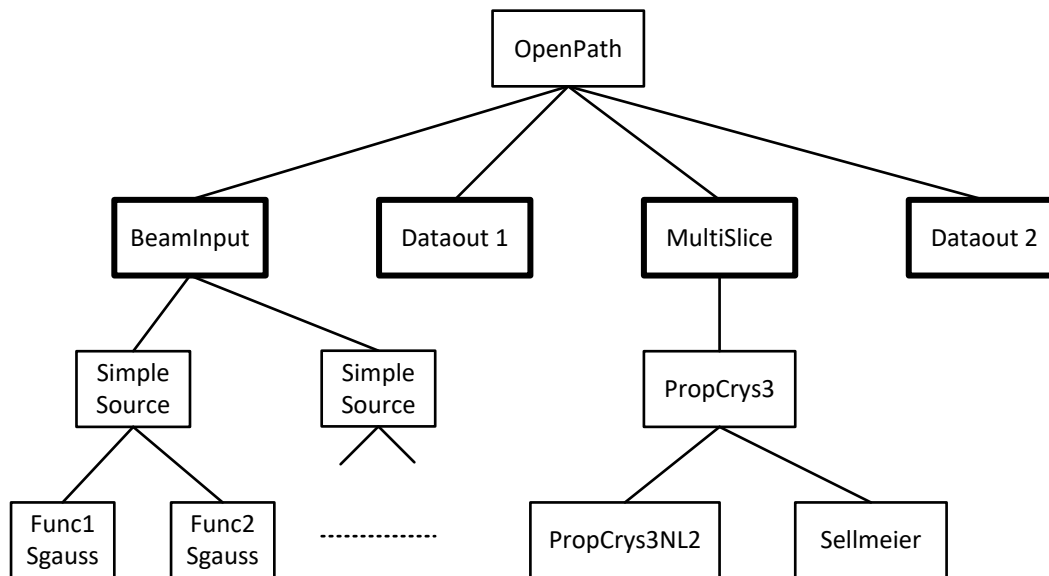 OpenPath
BeamInput
Dataout 1
MultiSlice
Dataout 2
Simple
Source
Simple
Source
PropCrys3
Func1
Sgauss
Func2
Sgauss
PropCrys3NL2
Sellmeier